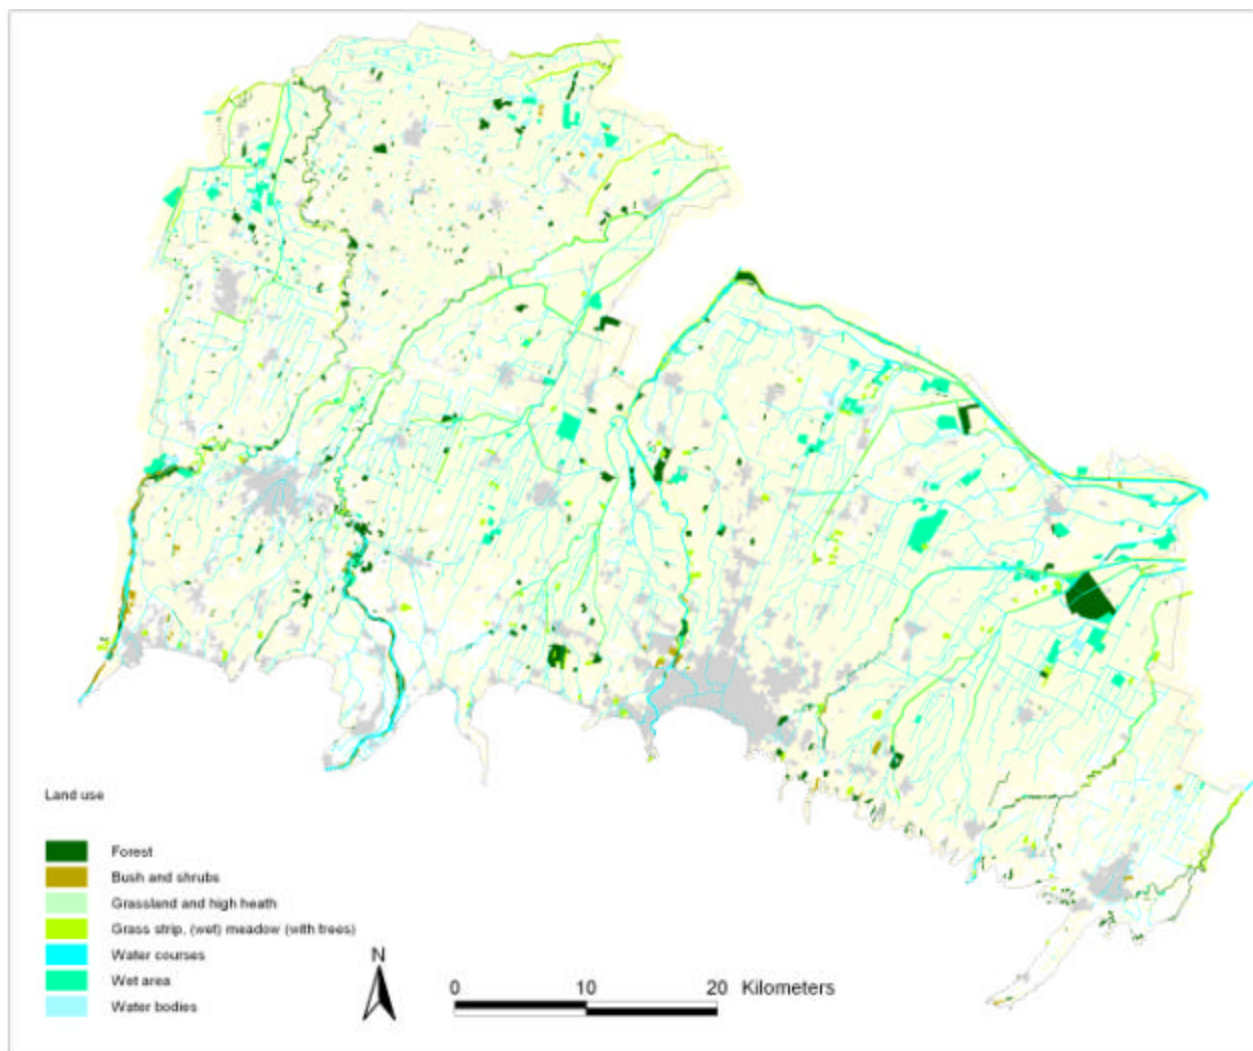 Land use
Forest
Bush and shrubs
Grassland and high heath
Grass strip, (wet) meadow (with trees)
Water courses
Wet area
Water bodies
N
0 10 20 Kilometers